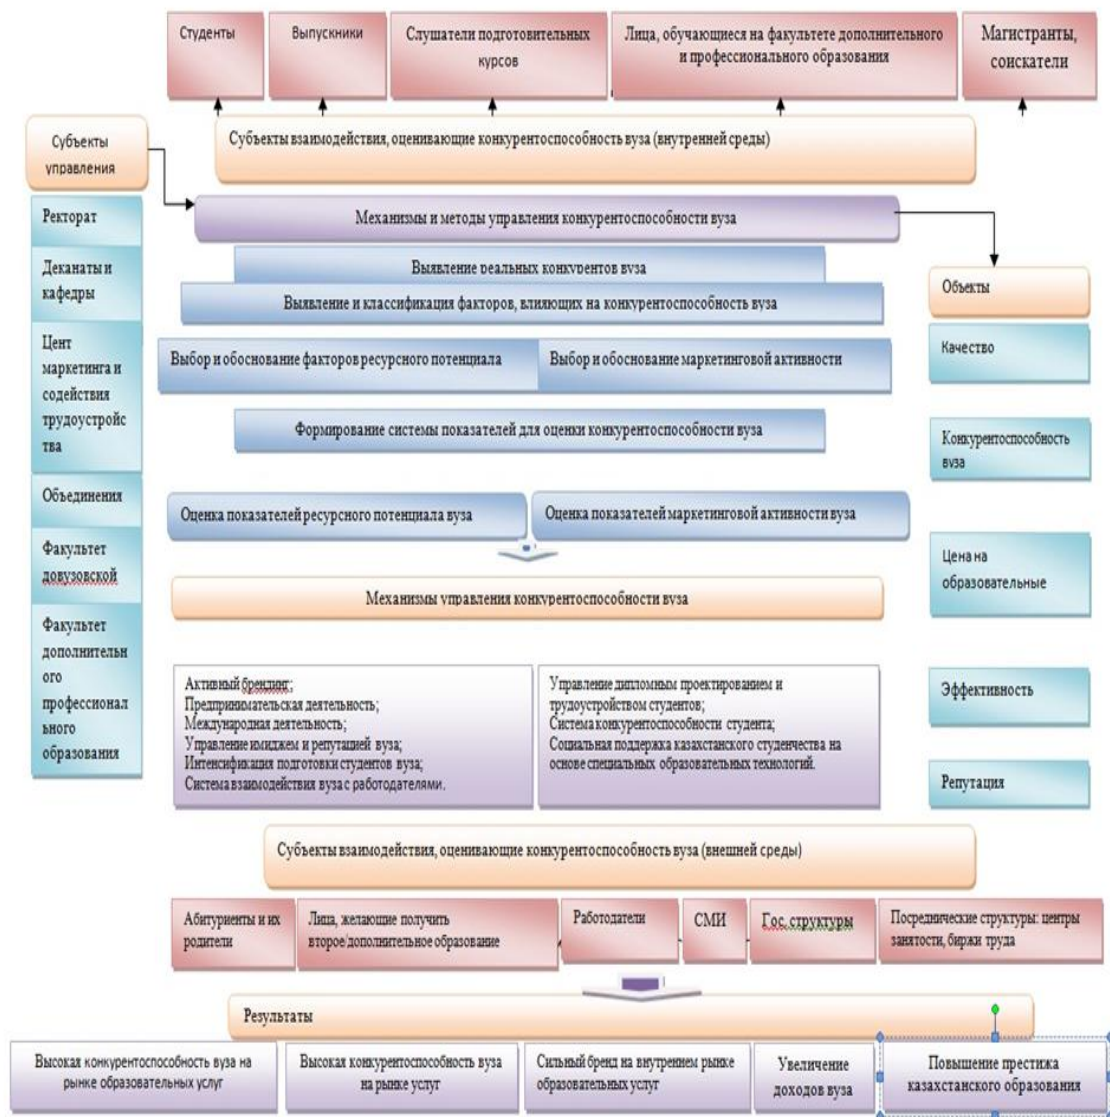 Студенты
Выпускники
Слушатели подготовительных
курсов
Лица, обучающиеся на факультете дополнительного
и профессионального образования
Магистранты,
соискатели
Субъекты взаимодействия, оценивающие конкурентоспособность вуза (внутренней среды)
Субъекты
управления
Механизмы и методы управления конкурентоспособности вуза
Ректорат
Деканаты и
кафедры
Цент
маркетинга и
содействия
трудоустройс
тва
Объединения
Факультет
довузовской
Факультет
дополнительн
ого
профессионал
ьного
образования
Выявление реальных конкурентов вуза
Выявление и классификация факторов, влияющих на конкурентоспособность вуза
Выбор и обоснование факторов ресурсного потенциала
Выбор и обоснование маркетинговой активности
Формирование системы показателей для оценки конкурентоспособности вуза
Оценка показателей ресурсного потенциала вуза
Оценка показателей маркетинговой активности вуза
Механизмы управления конкурентоспособности вуза
Активный брендинг;
Предпринимательская деятельность;
Международная деятельность;
Управление имиджем и репутацией вуза;
Интенсификация подготовки студентов вуза;
Система взаимодействия вуза с работодателями.
Управление дипломным проектированием и
трудоустройством студентов;
Система конкурентоспособности студента;
Социальная поддержка казахстанского студенчества на
основе специальных образовательных технологий.
Объекты
Качество
Конкурентоспособность
вуза
Цена на
образовательные
Эффективность
Репутация
Субъекты взаимодействия, оценивающие конкурентоспособность вуза (внешней среды)
Абитуриенты и их
родители
Лица, желающие получить
второе/дополнительное образование
Работодатели
СМИ
Гос. структуры
Посреднические структуры: центры
занятости, биржи труда
Результаты
Высокая конкурентоспособность вуза на
рынке образовательных услуг
Высокая конкурентоспособность вуза
на рынке услуг
Сильный бренд на внутреннем рынке
образовательных услуг
Увеличение
доходов вуза
Повышение престижа
казахстанского образования